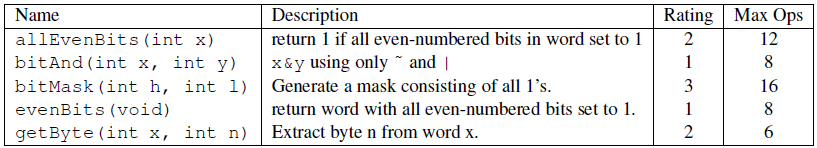 Name Description Rating Max Ops
allEvenBits(int x) return 1 if all even-numbered bits in word set to 1 2 12
bitAnd(int x, int y) x&y using only ~ and | 1 8
bitMask(int h, int l) Generate a mask consisting of all 1's. 3 16
evenBits(void) return word with all even-numbered bits set to 1. 1 8
getByte(int x, int n) Extract byte n from word x. 2 6